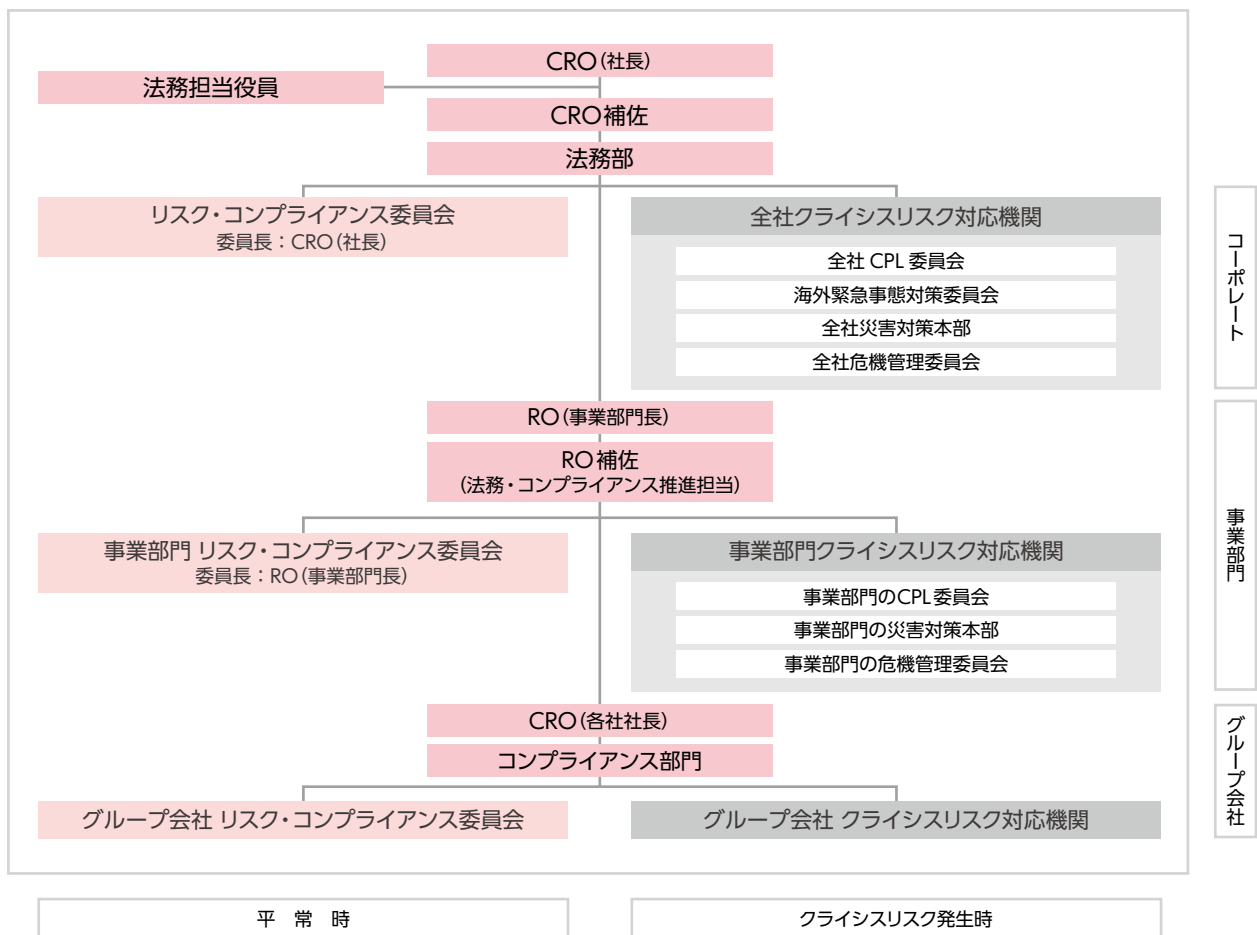 CRO（社長）
法務担当役員
CRO補佐
法務部
リスク・コンプライアンス委員会
委員長：CRO（社長）
全社クライシスリスク対応機関
全社 CPL 委員会
海外緊急事態対策委員会
全社災害対策本部
全社危機管理委員会
コーポレート
RO（事業部門長）
RO補佐
（法務・コンプライアンス推進担当）
事業部門 リスク・コンプライアンス委員会
委員長：RO（事業部門長）
事業部門クライシスリスク対応機関
事業部門のCPL委員会
事業部門の災害対策本部
事業部門の危機管理委員会
事業部門
CRO（各社社長）
コンプライアンス部門
グループ会社 リスク・コンプライアンス委員会
グループ会社 クライシスリスク対応機関
グループ会社
平 常 時
クライシスリスク発生時